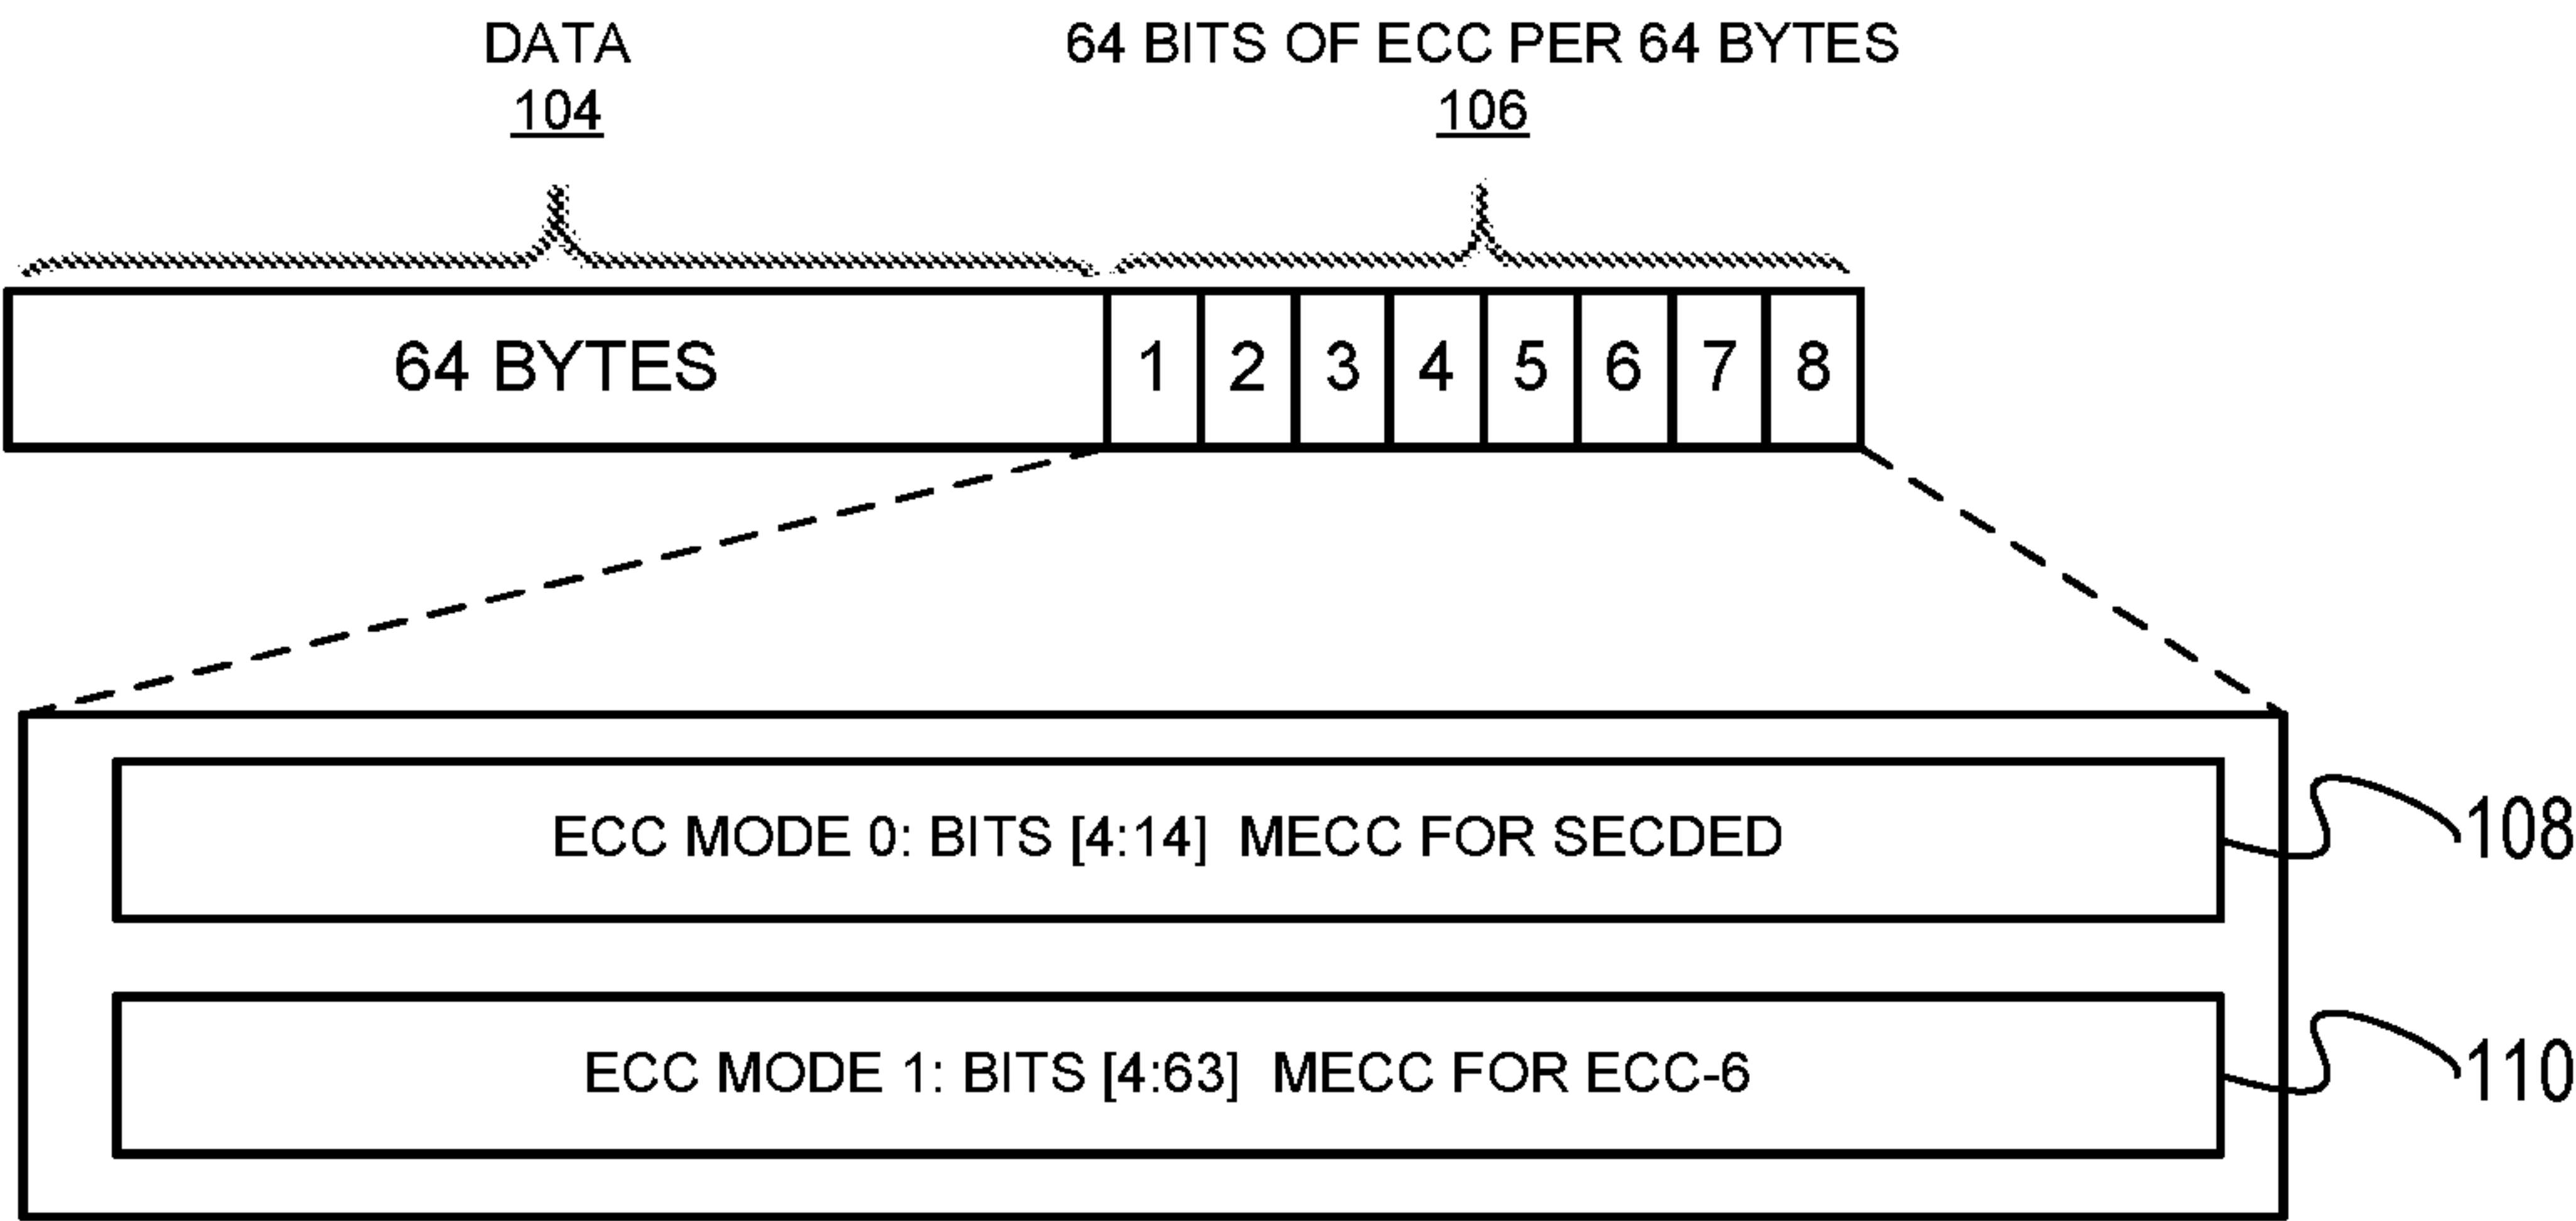 DATA
104
64 BITS OF ECC PER 64 BYTES
106
64 BYTES
1 2 3 4 5 6 7 8
ECC MODE 0: BITS [4:14] MECC FOR SECDED
108
ECC MODE 1: BITS [4:63] MECC FOR ECC-6
110